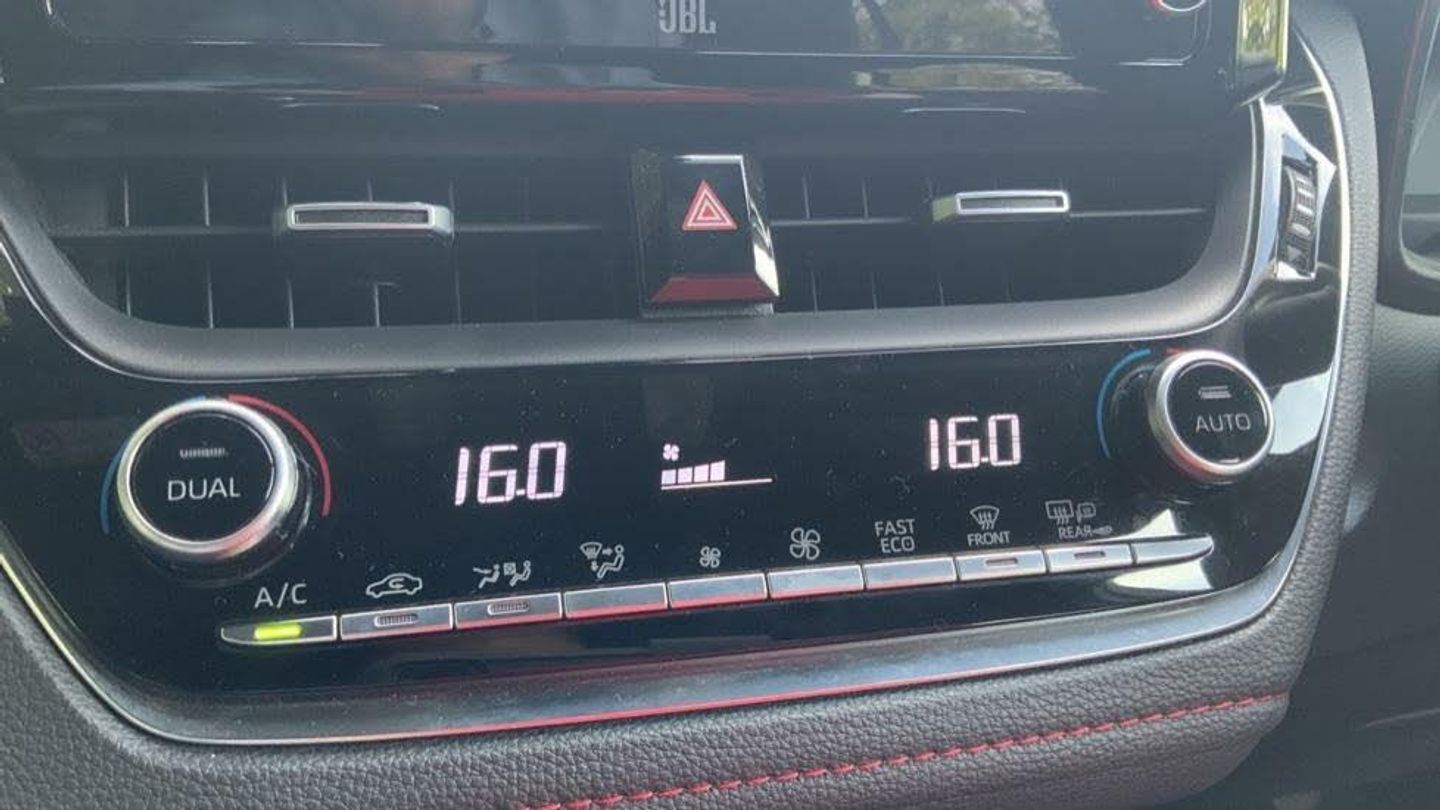 JBL
DUAL
16.0
16.0
AUTO
A/C
FAST
ECO
FRONT
REAR